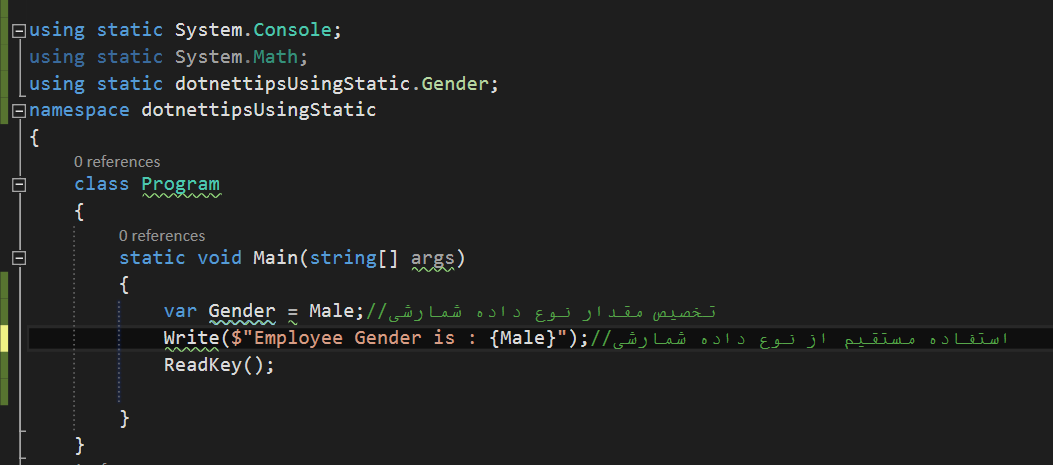 using static System.Console;
using static System.Math;
using static dotnettipsUsingStatic.Gender;
namespace dotnettipsUsingStatic
{
0 references
class Program
{
0 references
static void Main(string[] args)
{
var Gender = Male;//تخصیص مقدار نوع داده شمارشی
Write($"Employee Gender is : {Male}");//استفاده مستقیم از نوع داده شمارشی
ReadKey();
}
}